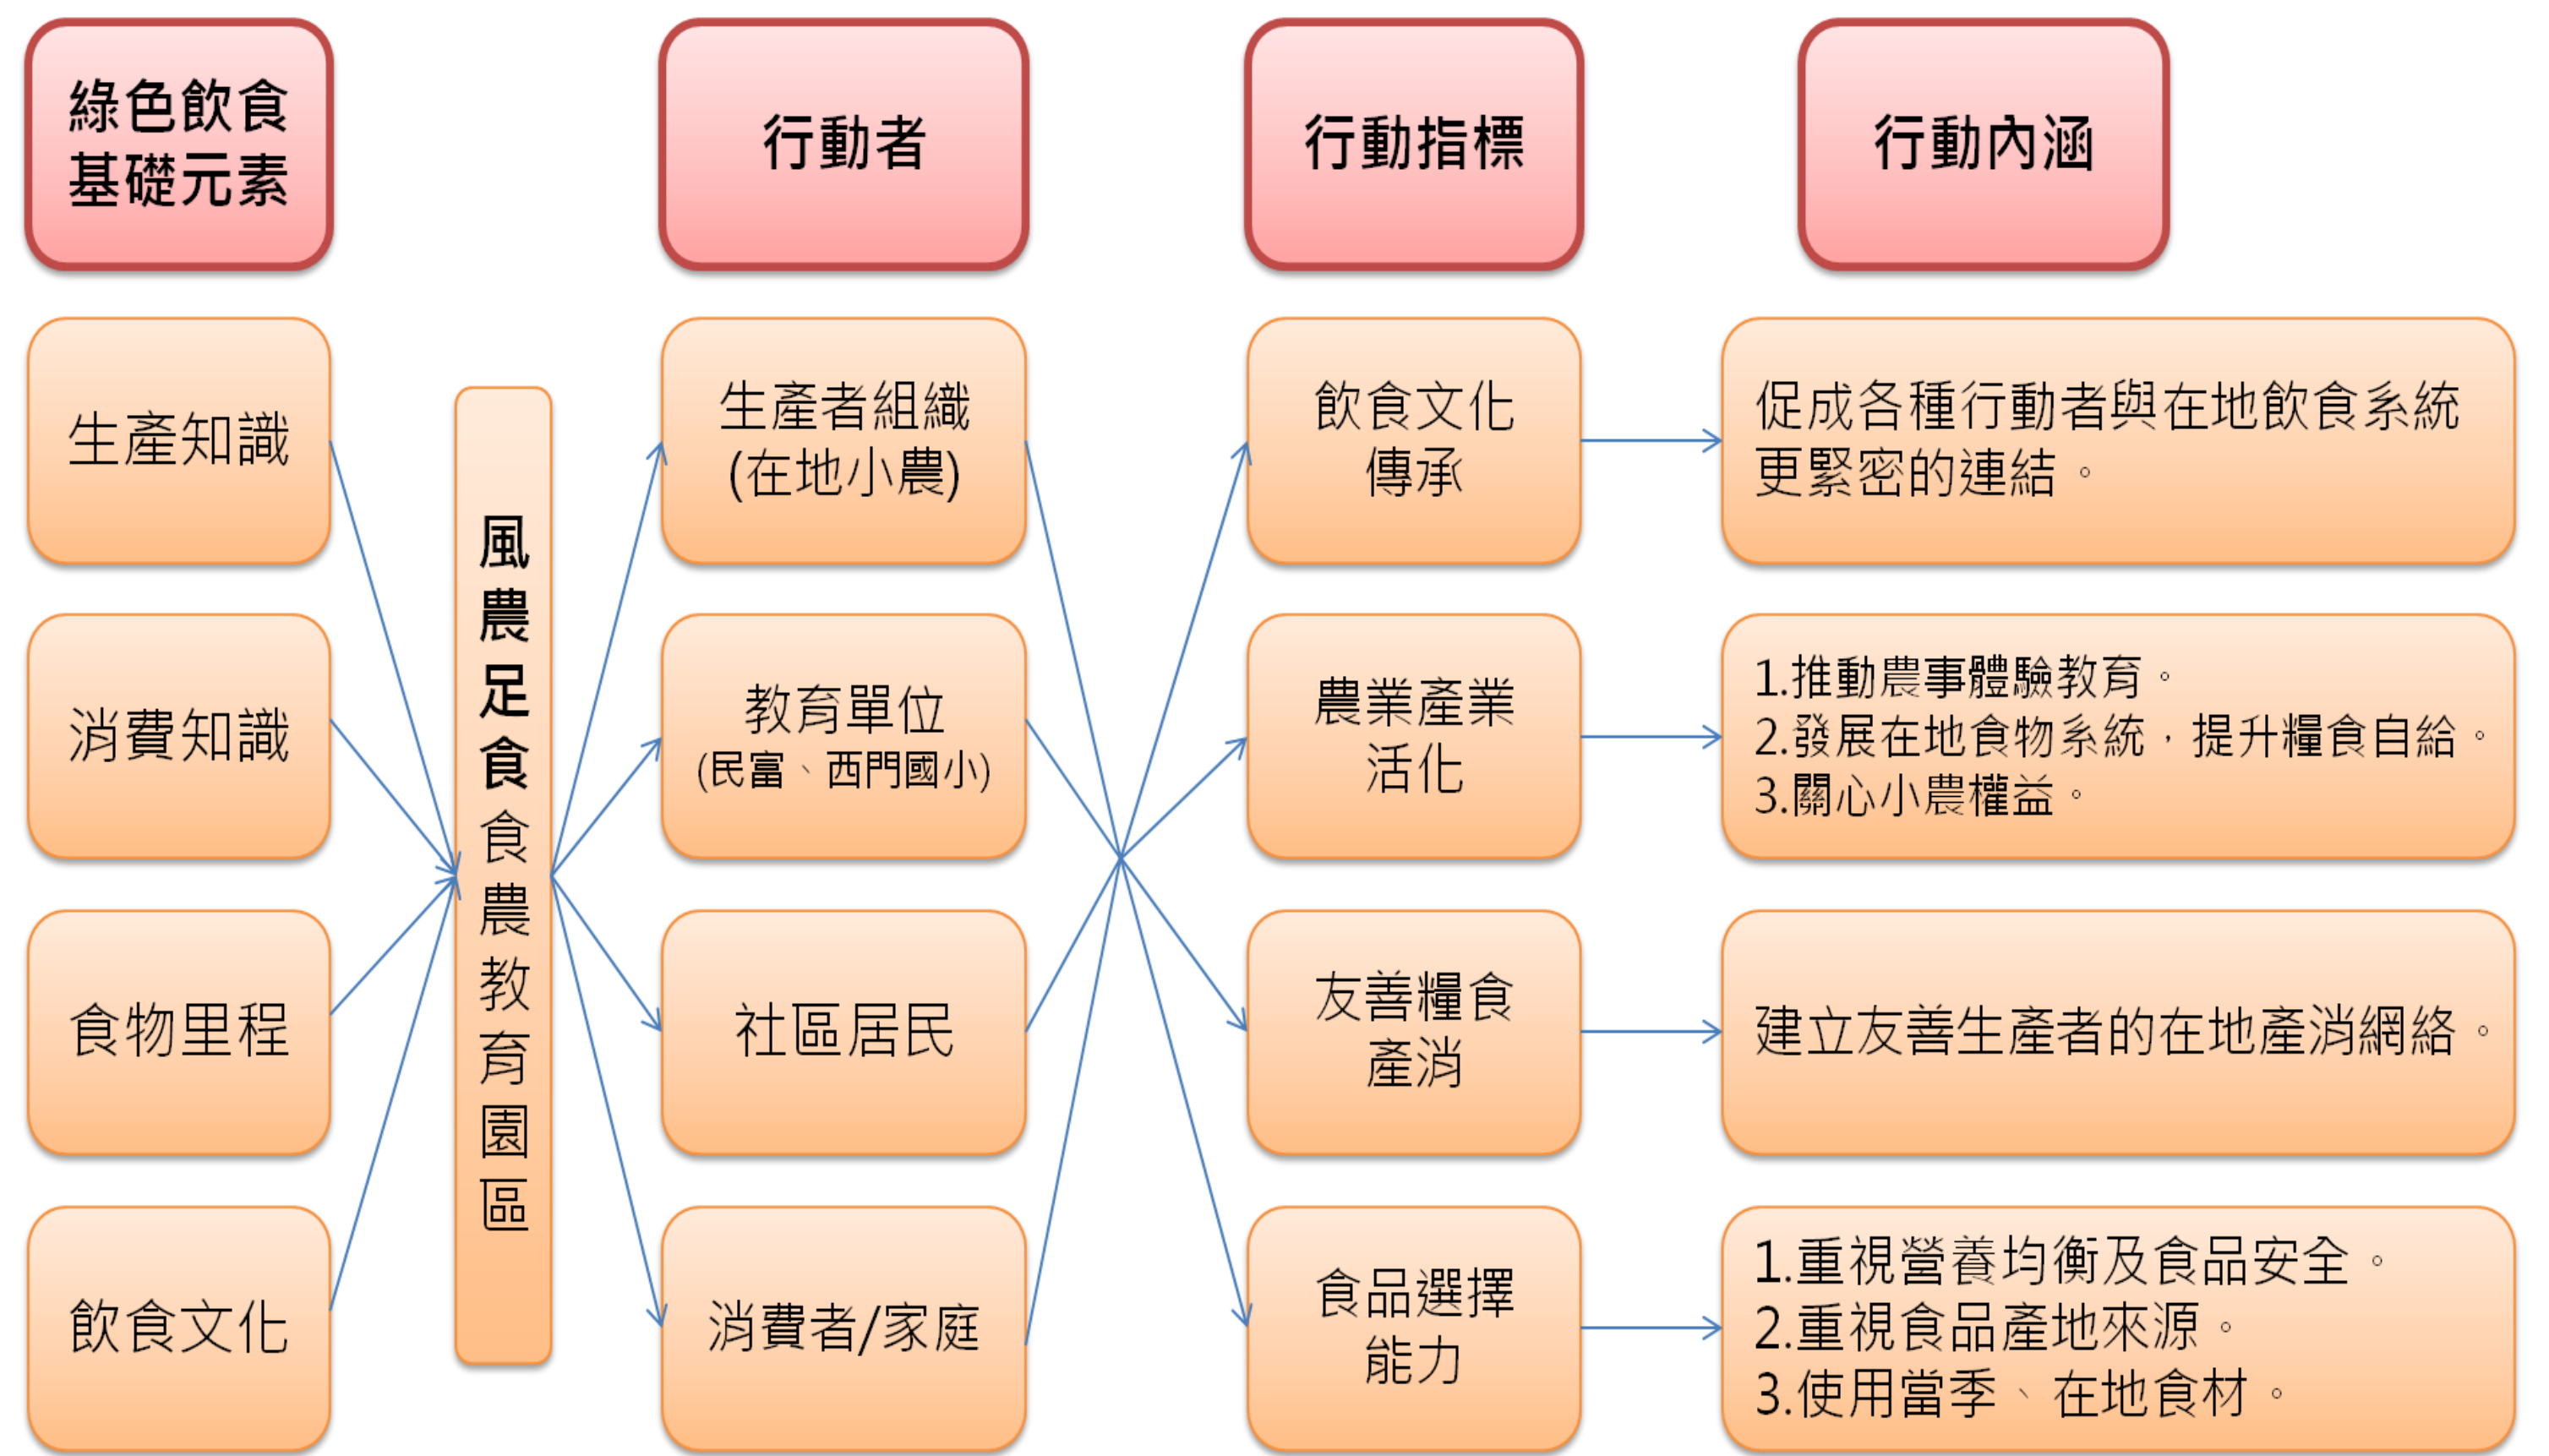 綠色飲食
基礎元素
行動者
行動指標
行動內涵
生產知識
消費知識
食物里程
飲食文化
風農足食食農教育園區
生產者組織
(在地小農)
教育單位
(民富、西門國小)
社區居民
消費者/家庭
飲食文化
傳承
農業產業
活化
友善糧食
產消
食品選擇
能力
促成各種行動者與在地飲食系統
更緊密的連結。
1.推動農事體驗教育。
2.發展在地食物系統，提升糧食自給。
3.關心小農權益。
建立友善生產者的在地產消網絡。
1.重視營養均衡及食品安全。
2.重視食品產地來源。
3.使用當季、在地食材。